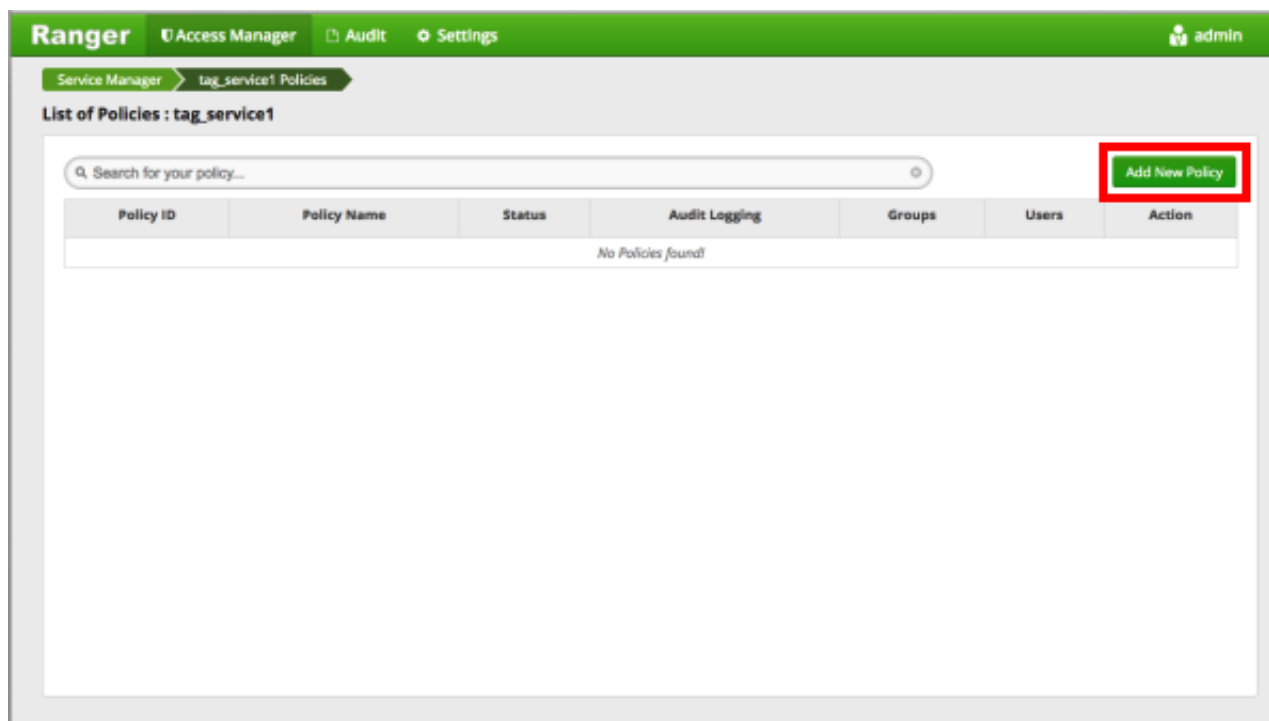 Ranger Access Manager Audit Settings admin
Service Manager tag_service1 Policies
List of Policies : tag_service1
Search for your policy... Add New Policy
Policy ID Policy Name Status Audit Logging Groups Users Action
No Policies found!